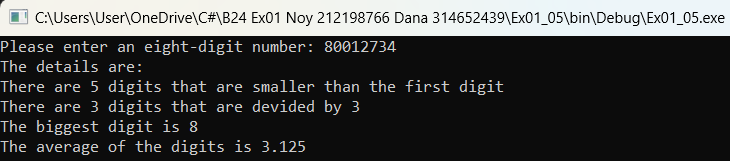 C:\Users\User\OneDrive\C#\B24 Ex01 Noy 212198766 Dana 314652439\Ex01_05\bin\Debug\Ex01_05.exe
Please enter an eight-digit number: 80012734
The details are:
There are 5 digits that are smaller than the first digit
There are 3 digits that are devided by 3
The biggest digit is 8
The average of the digits is 3.125